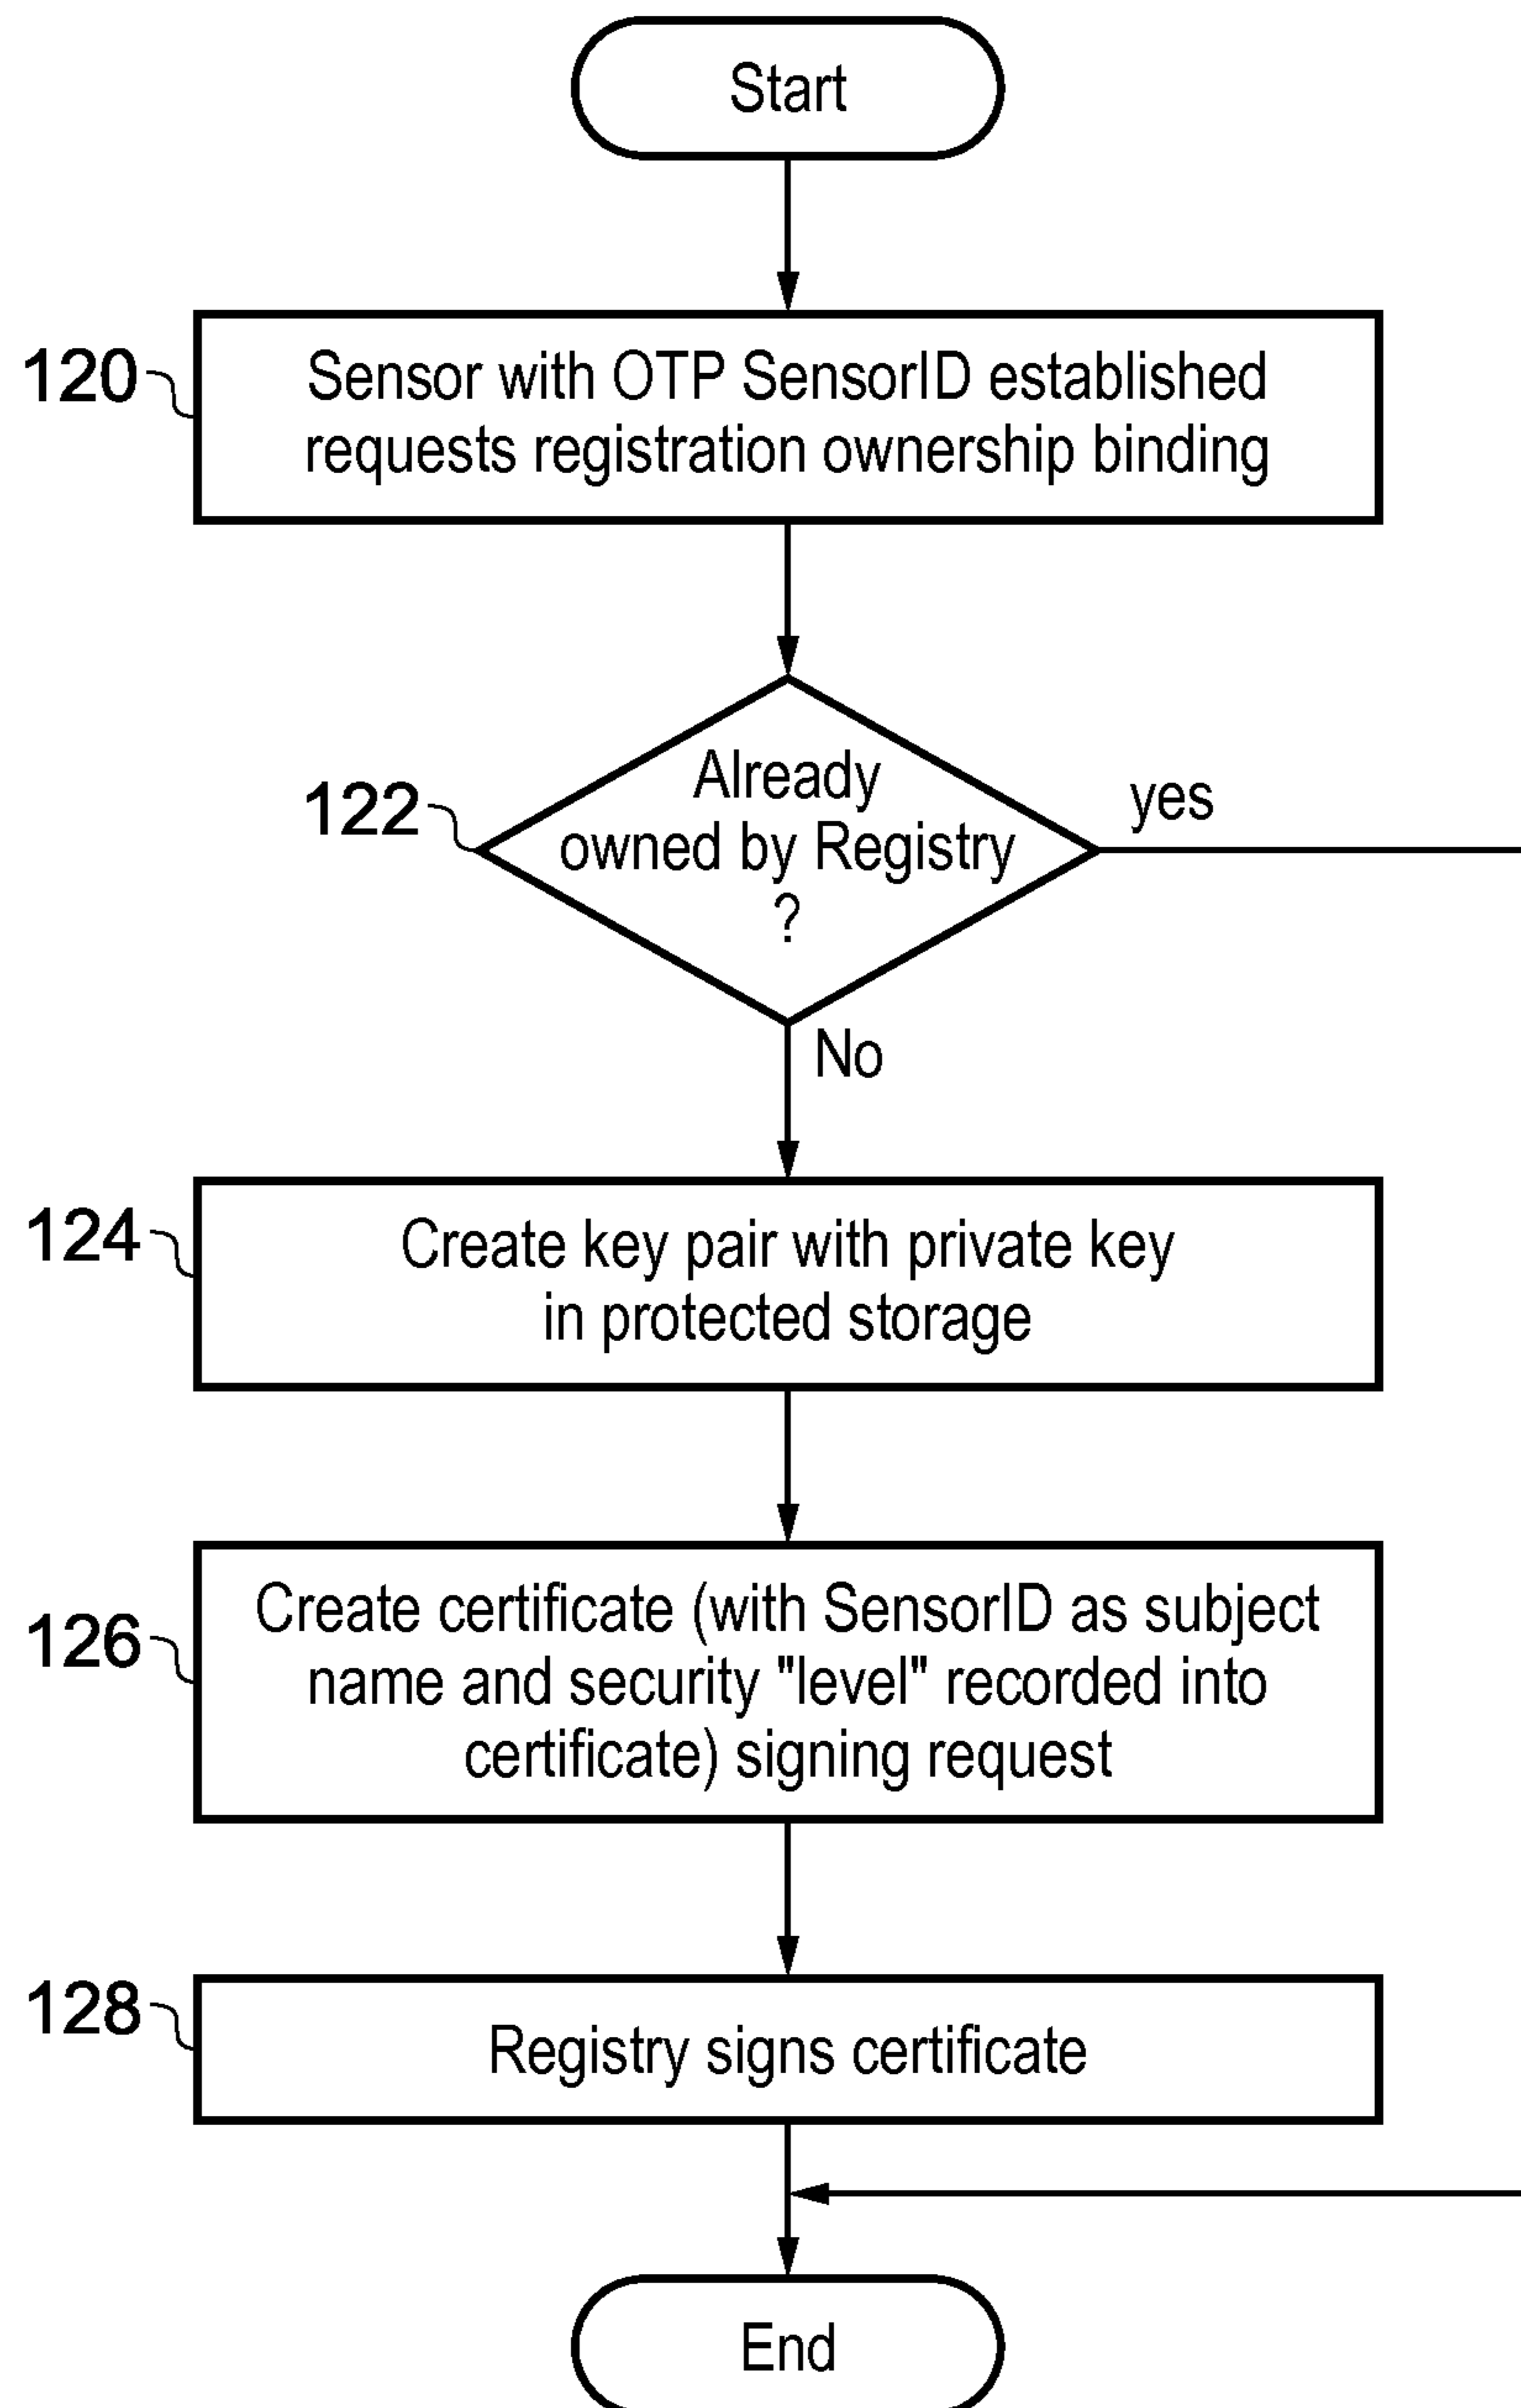 Start
120
Sensor with OTP SensorID established
requests registration ownership binding
122
Already
owned by Registry
?
yes
No
124
Create key pair with private key
in protected storage
126
Create certificate (with SensorID as subject
name and security "level" recorded into
certificate) signing request
128
Registry signs certificate
End